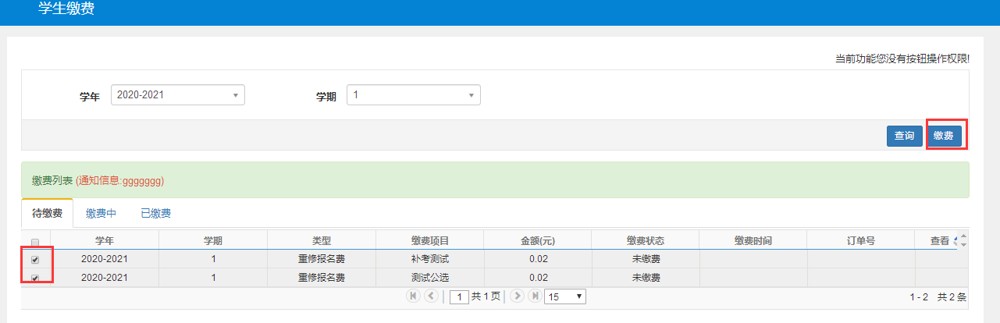 学生缴费
当前功能您没有按钮操作权限!
学年 2020-2021 学期 1
查询 缴费
缴费列表 (通知信息:ggggggg)
待缴费 缴费中 已缴费
学年 学期 类型 缴费项目 金额(元) 缴费状态 缴费时间 订单号 查看
2020-2021 1 重修报名费 补考测试 0.02 未缴费
2020-2021 1 重修报名费 测试公选 0.02 未缴费
1 共 1 页 15 1 - 2 共 2 条